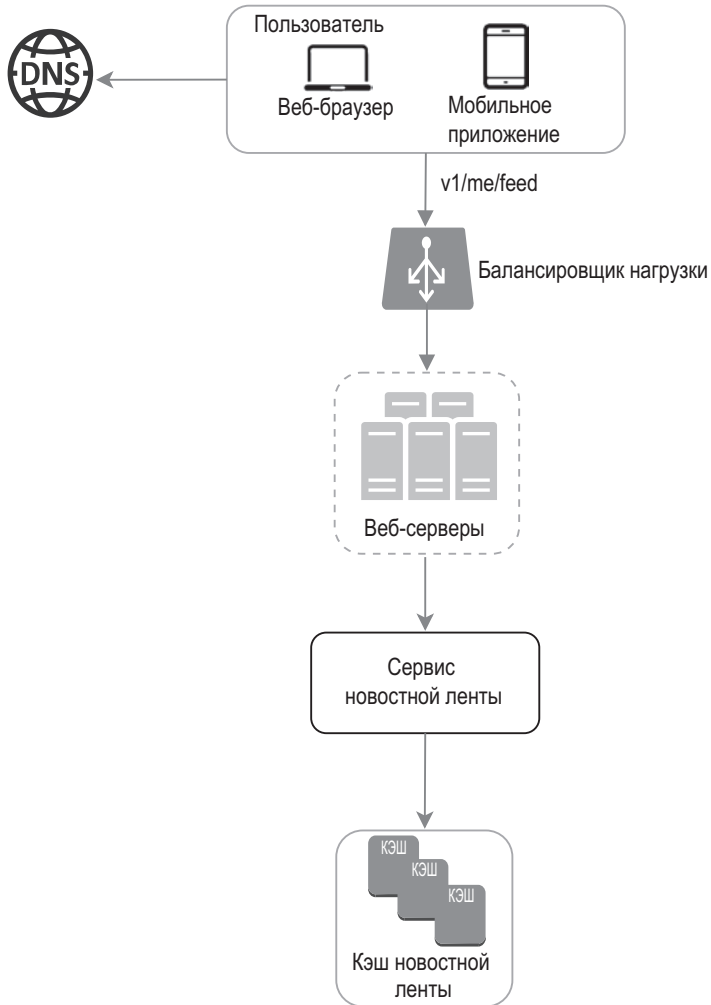 Пользователь
DNS
Веб-браузер
Мобильное
приложение
v1/me/feed
Балансировщик нагрузки
Веб-серверы
Сервис
новостной ленты
КЭШ
КЭШ
КЭШ
Кэш новостной
ленты